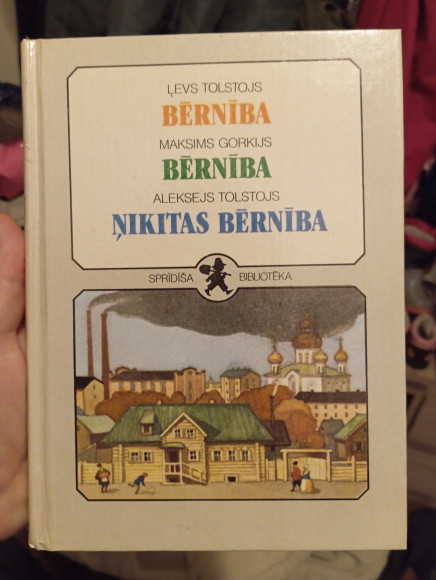 ĻEVS TOLSTOJS
BĒRNĪBA
MAKSIMS GORKIJS
BĒRNĪBA
ALEKSEJS TOLSTOJS
ŅIKITAS BĒRNĪBA
SPRĪDĪŠA BIBLIOTĒKA